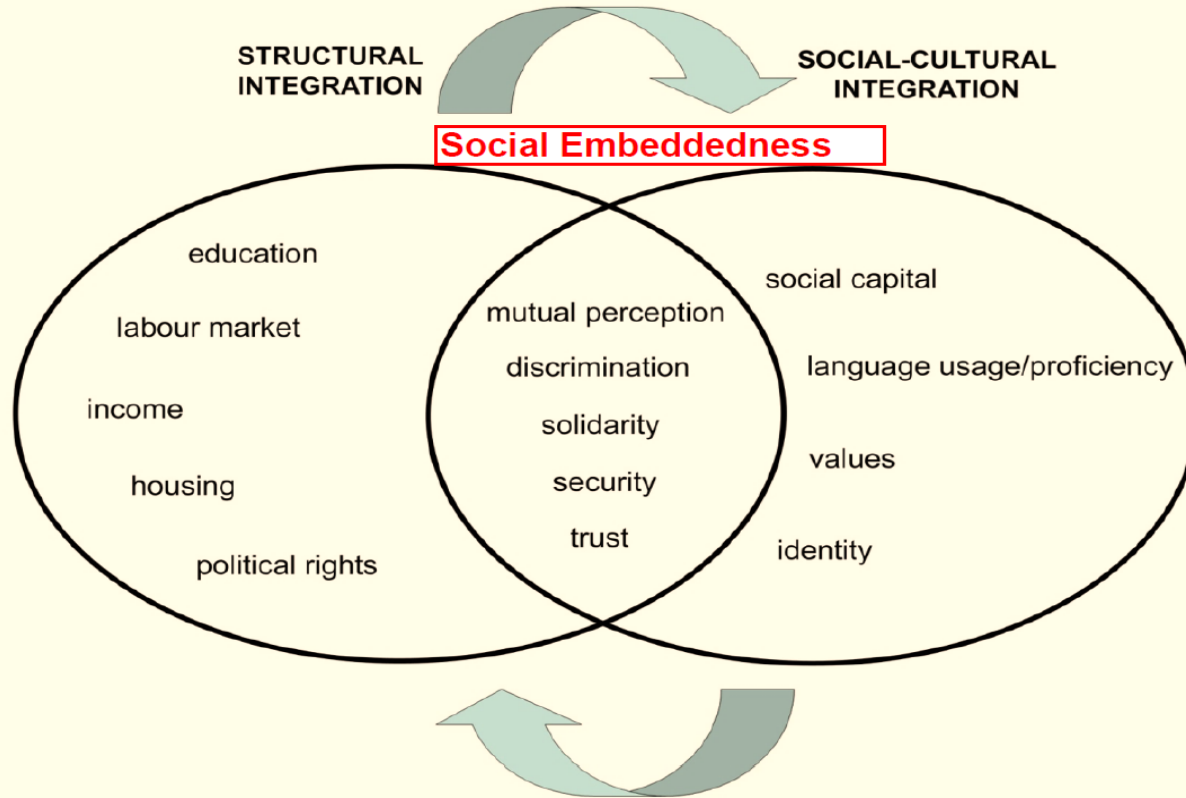 STRUCTURAL
INTEGRATION
SOCIAL-CULTURAL
INTEGRATION
Social Embeddedness
education
labour market
income
housing
political rights
mutual perception
discrimination
solidarity
security
trust
social capital
language usage/proficiency
values
identity